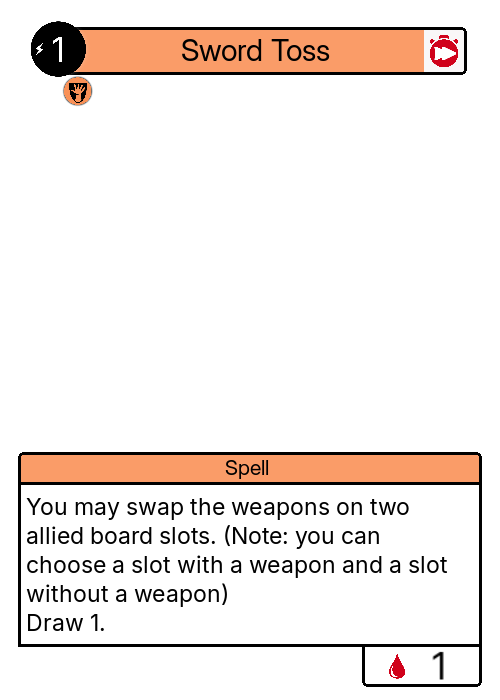 1
Sword Toss
Spell
You may swap the weapons on two
allied board slots. (Note: you can
choose a slot with a weapon and a slot
without a weapon)
Draw 1.
1